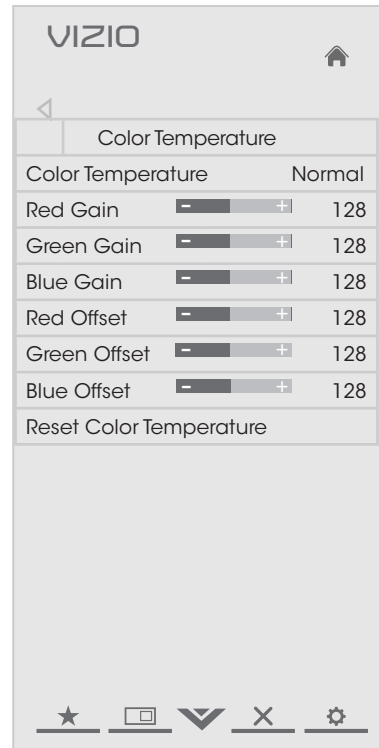 VIZIO
Color Temperature
Color Temperature Normal
Red Gain - + 128
Green Gain - + 128
Blue Gain - + 128
Red Offset - + 128
Green Offset - + 128
Blue Offset - + 128
Reset Color Temperature